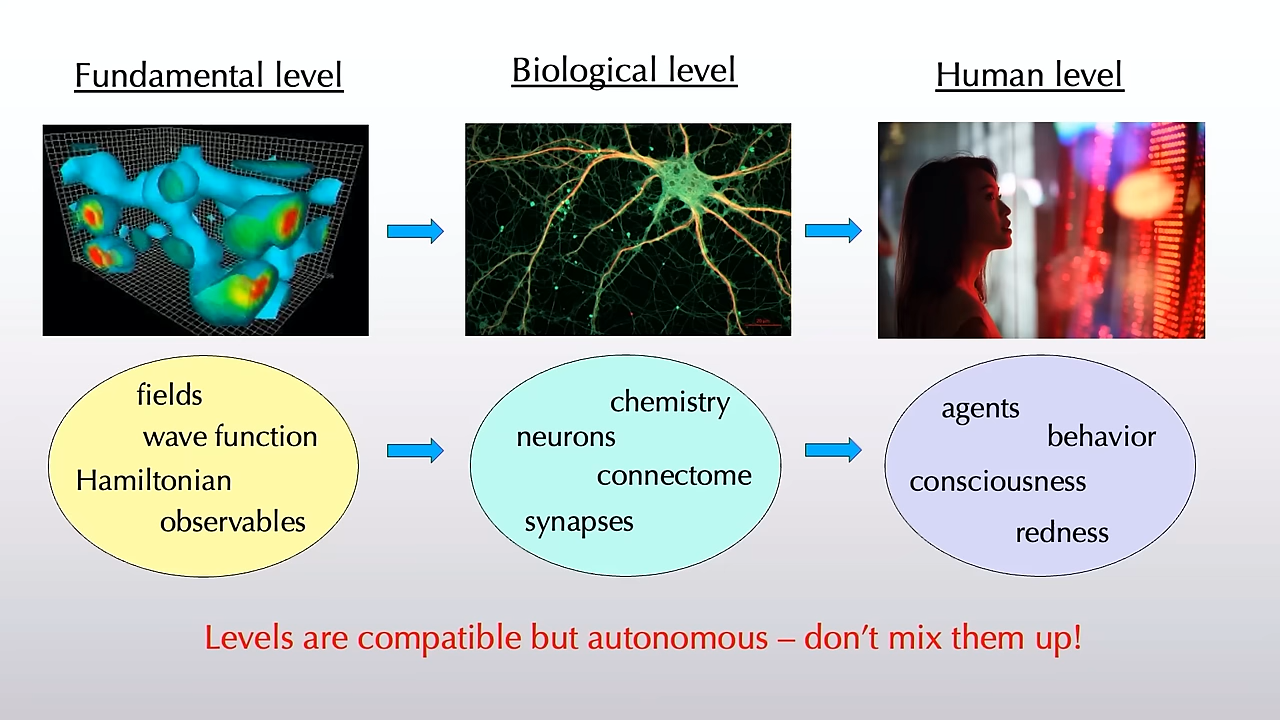 Fundamental level
Biological level
Human level
fields
wave function
Hamiltonian
observables
chemistry
neurons
connectome
synapses
agents
behavior
consciousness
redness
Levels are compatible but autonomous – don't mix them up!